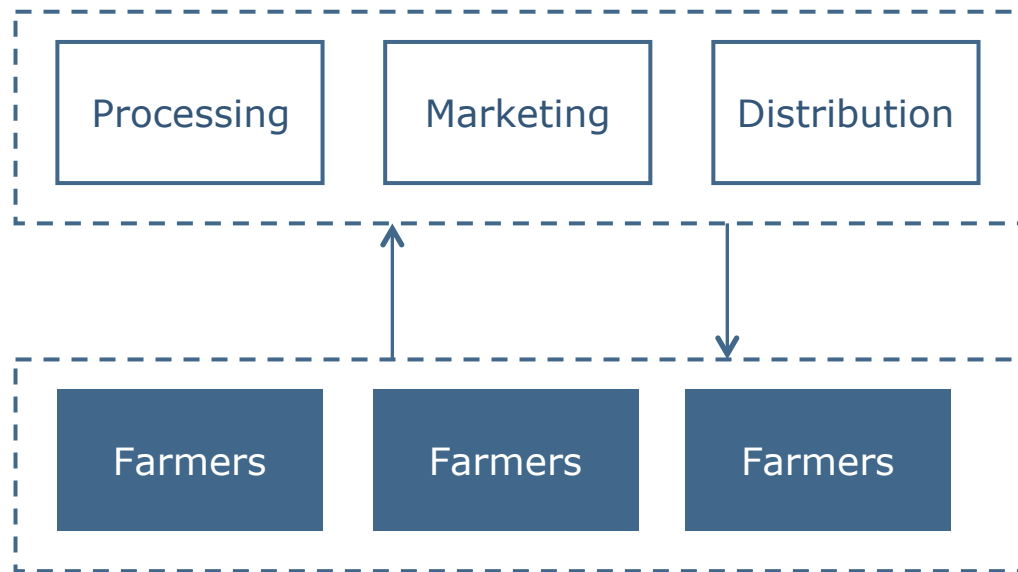 Processing
Marketing
Distribution
Farmers
Farmers
Farmers